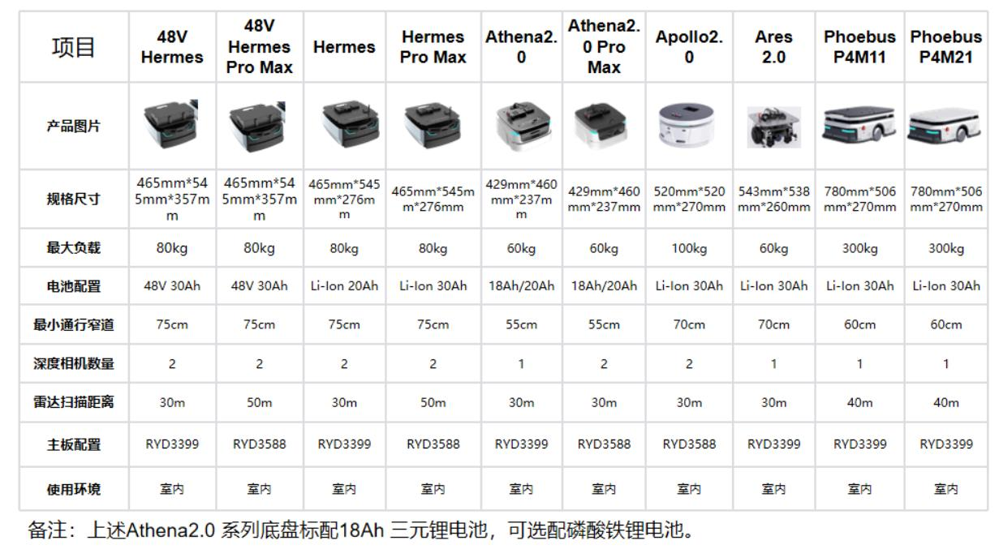 项目 48V Hermes 48V Hermes Pro Max Hermes Hermes Pro Max Athena2.0 Athena2.0 Pro Max Apollo2.0 Ares 2.0 Phoebus P4M11 Phoebus P4M21
产品图片
规格尺寸 465mm*545mm*357mm 465mm*545mm*357mm 465mm*545mm*276mm 465mm*545mm*276mm 429mm*460mm*237mm 429mm*460mm*237mm 520mm*520mm*270mm 543mm*538mm*260mm 780mm*506mm*270mm 780mm*506mm*270mm
最大负载 80kg 80kg 80kg 80kg 60kg 60kg 100kg 60kg 300kg 300kg
电池配置 48V 30Ah 48V 30Ah Li-Ion 20Ah Li-Ion 30Ah 18Ah/20Ah 18Ah/20Ah Li-Ion 30Ah Li-Ion 30Ah Li-Ion 30Ah Li-Ion 30Ah
最小通行窄道 75cm 75cm 75cm 75cm 55cm 55cm 70cm 70cm 60cm 60cm
深度相机数量 2 2 2 2 1 2 2 1 1 1
雷达扫描距离 30m 50m 30m 50m 30m 30m 30m 30m 40m 40m
主板配置 RYD3399 RYD3588 RYD3399 RYD3588 RYD3399 RYD3588 RYD3588 RYD3399 RYD3399 RYD3399
使用环境 室内 室内 室内 室内 室内 室内 室内 室内 室内 室内
备注：上述Athena2.0 系列底盘标配18Ah 三元锂电池，可选配磷酸铁锂电池。